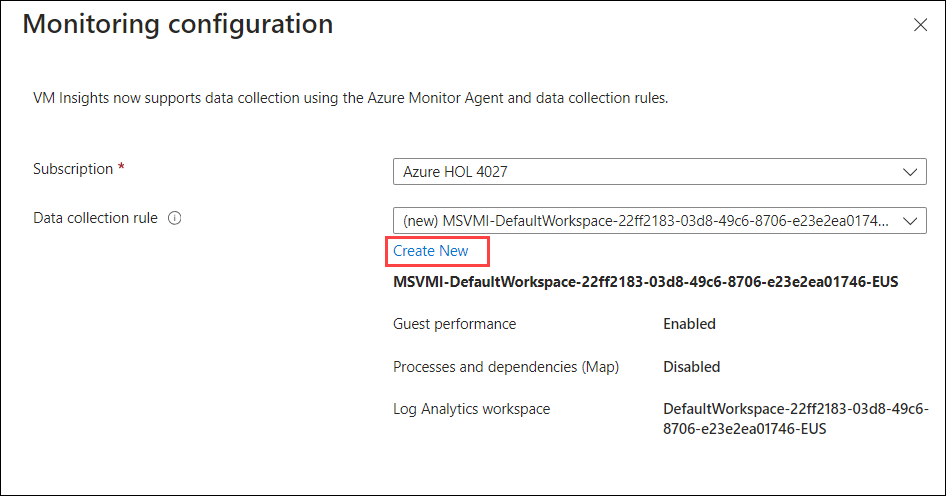 Monitoring configuration
VM Insights now supports data collection using the Azure Monitor Agent and data collection rules.
Subscription *
Azure HOL 4027
Data collection rule
(new) MSVMI-DefaultWorkspace-22ff2183-03d8-49c6-8706-e23e2ea0174...
Create New
MSVMI-DefaultWorkspace-22ff2183-03d8-49c6-8706-e23e2ea01746-EUS
Guest performance Enabled
Processes and dependencies (Map) Disabled
Log Analytics workspace DefaultWorkspace-22ff2183-03d8-49c6-
8706-e23e2ea01746-EUS